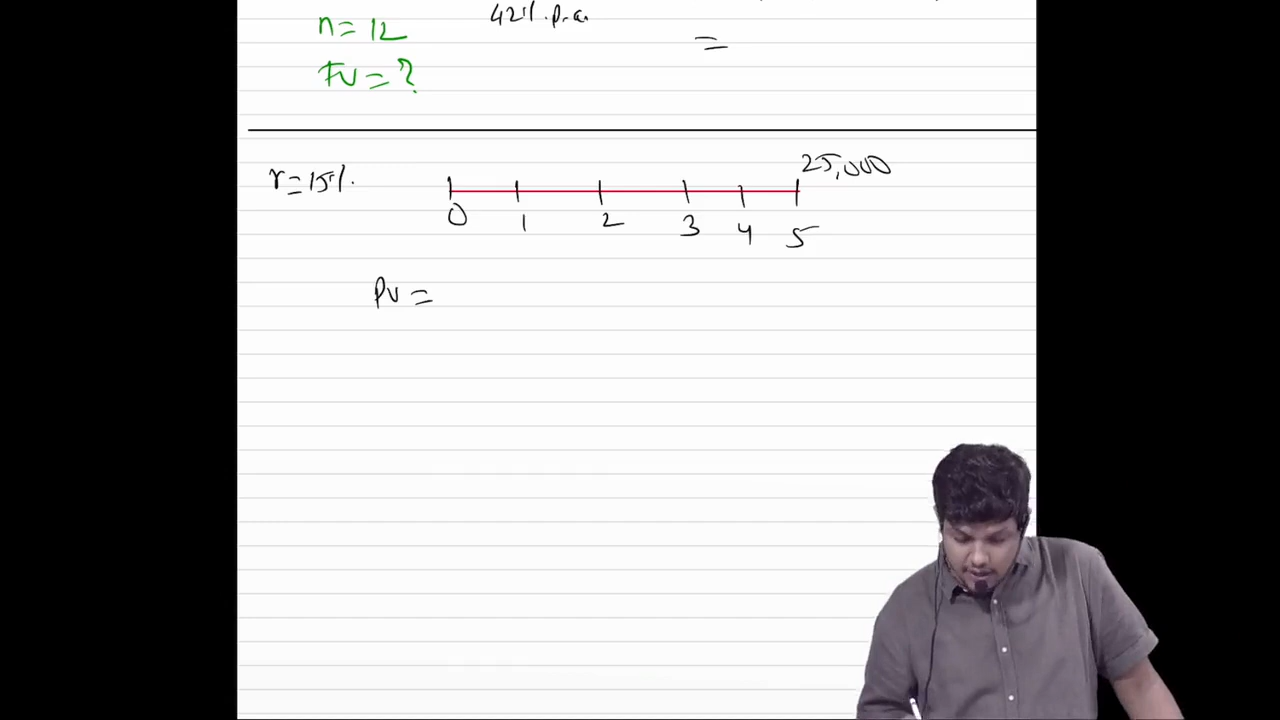 42% p.a.
n = 12
=
FV = ?
r = 15%.
25,000
0 1 2 3 4 5
PV =